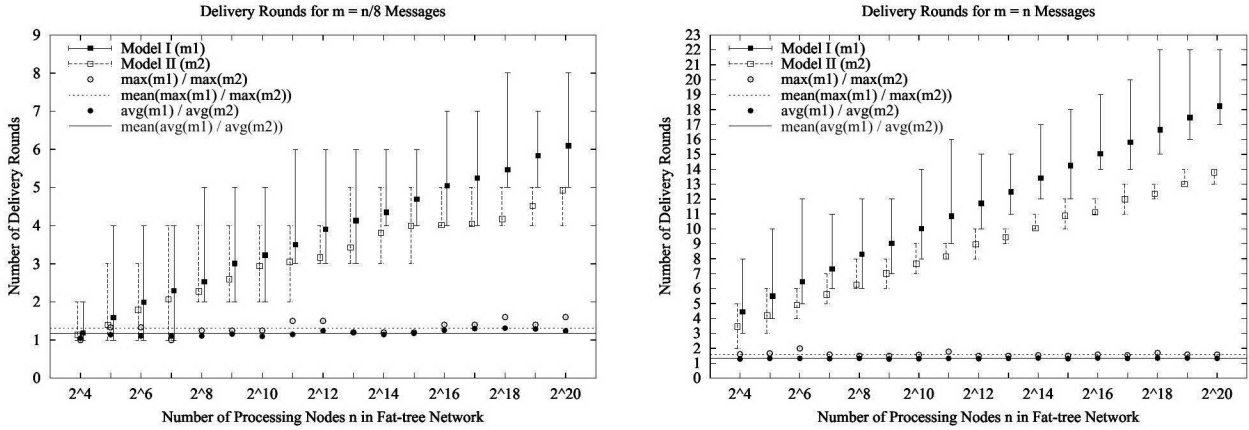 Delivery Rounds for m = n/8 Messages
Number of Delivery Rounds
9
8
7
6
5
4
3
2
1
0
Model I (m1)
Model II (m2)
max(m1) / max(m2)
mean(max(m1) / max(m2))
avg(m1) / avg(m2)
mean(avg(m1) / avg(m2))
2^4 2^6 2^8 2^10 2^12 2^14 2^16 2^18 2^20
Number of Processing Nodes n in Fat-tree Network
Delivery Rounds for m = n Messages
Number of Delivery Rounds
23
22
21
20
19
18
17
16
15
14
13
12
11
10
9
8
7
6
5
4
3
2
1
0
Model I (m1)
Model II (m2)
max(m1) / max(m2)
mean(max(m1) / max(m2))
avg(m1) / avg(m2)
mean(avg(m1) / avg(m2))
2^4 2^6 2^8 2^10 2^12 2^14 2^16 2^18 2^20
Number of Processing Nodes n in Fat-tree Network